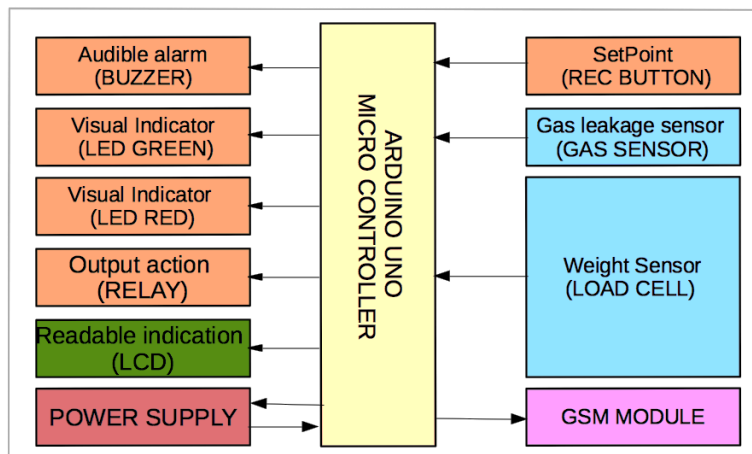 Audible alarm
(BUZZER)
Visual Indicator
(LED GREEN)
Visual Indicator
(LED RED)
Output action
(RELAY)
Readable indication
(LCD)
POWER SUPPLY
ARDUINO UNO
MICRO CONTROLLER
SetPoint
(REC BUTTON)
Gas leakage sensor
(GAS SENSOR)
Weight Sensor
(LOAD CELL)
GSM MODULE